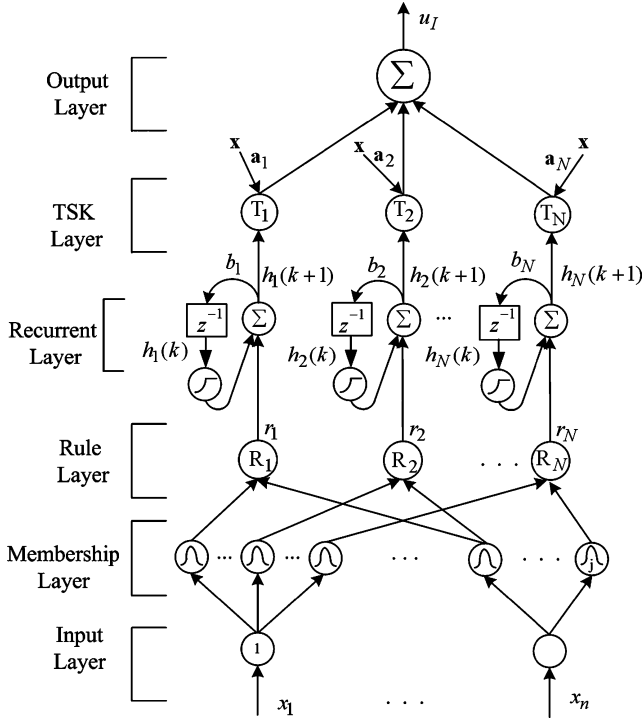 u_I
Output
Layer
Σ
x a_1 x a_2 a_N x
TSK
Layer
T_1 T_2 T_N
b_1 h_1(k+1) b_2 h_2(k+1) b_N h_N(k+1)
Recurrent
Layer
z^{-1} Σ z^{-1} Σ ... z^{-1} Σ
h_1(k) h_2(k) h_N(k)
r_1 r_2 r_N
Rule
Layer
R_1 R_2 . . . R_N
Membership
Layer
... ... . . . . . . j
Input
Layer
1
x_1 . . . x_n